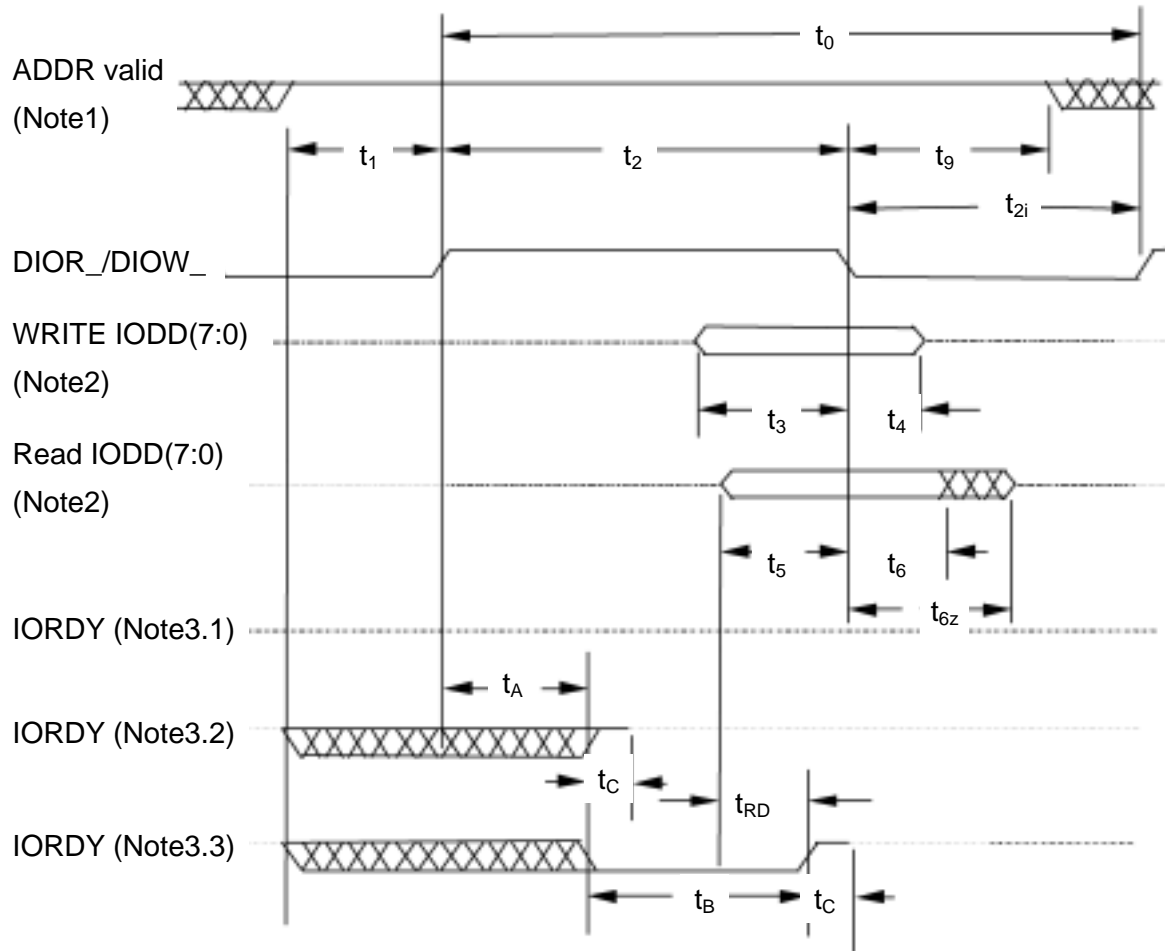 t0
ADDR valid
(Note1)
t1
t2
t9
t2i
DIOR_/DIOW_
WRITE IODD(7:0)
(Note2)
t3
t4
Read IODD(7:0)
(Note2)
t5
t6
t6z
IORDY (Note3.1)
tA
IORDY (Note3.2)
tC
tRD
IORDY (Note3.3)
tB
tC